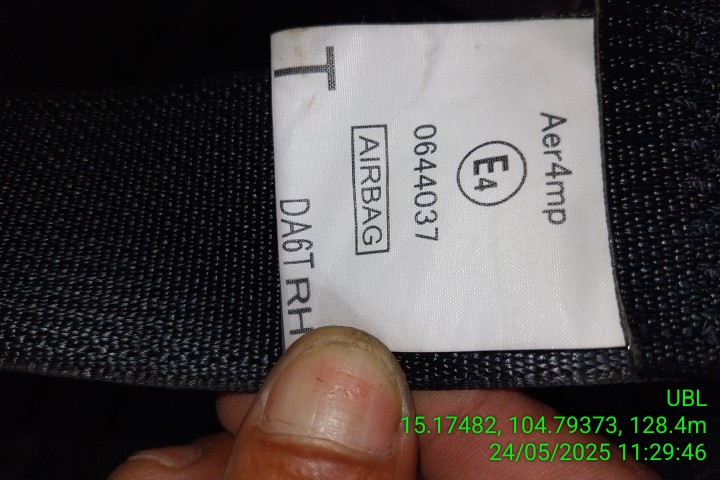 Aer4mp
E4
0644037
AIRBAG
DA6T RH
T
UBL
15.17482, 104.79373, 128.4m
24/05/2025 11:29:46